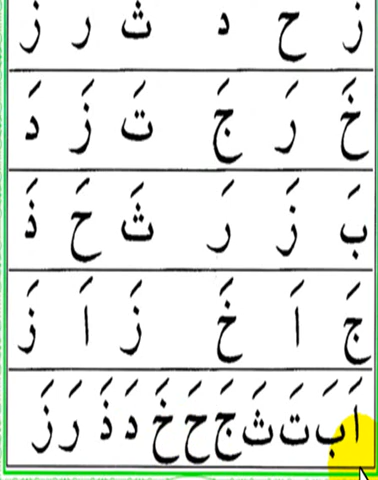 ز ح د ث ر ز
خَ رَ جَ تَ زَ دَ
بَ زَ رَ ثَ حَ ذَ
جَ اَ خَ زَ اَ زَ
اَ بَ تَ ثَ جَ حَ خَ دَ ذَ رَ زَ